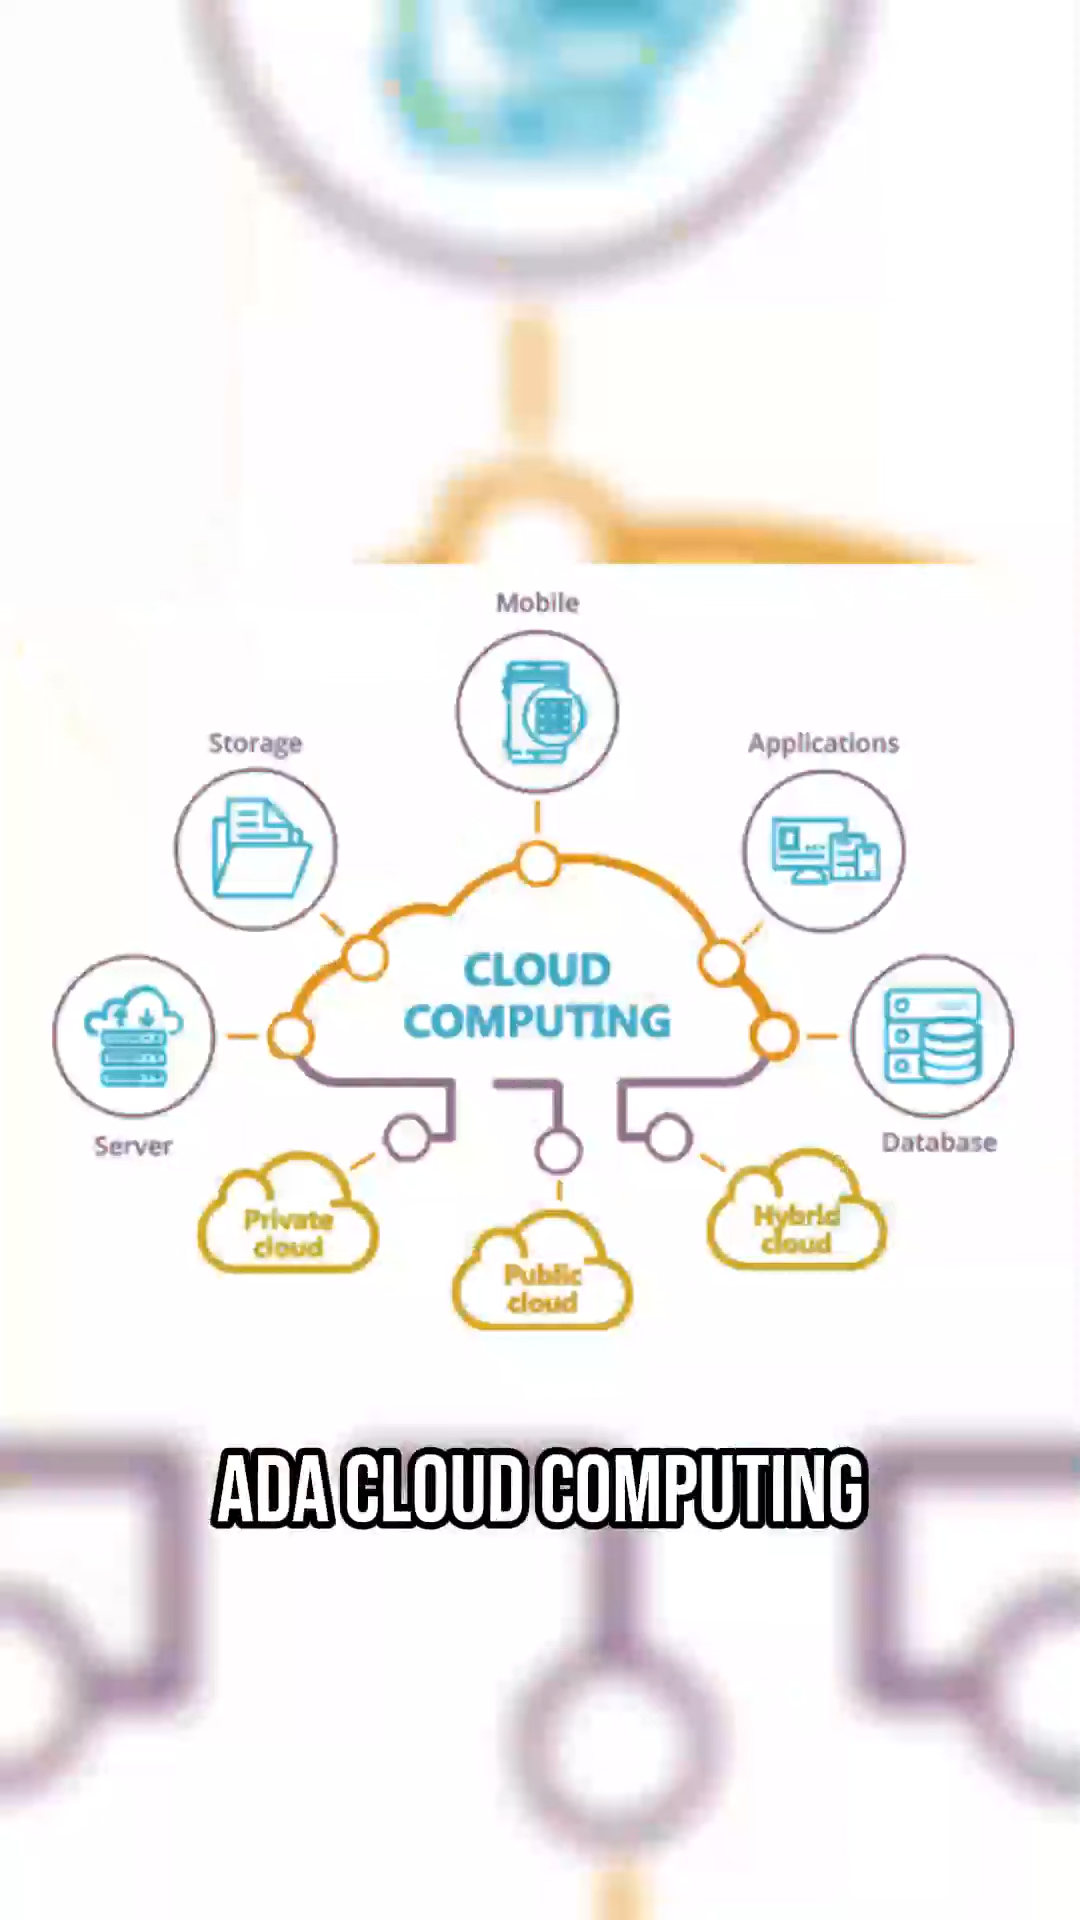 Mobile
Storage
Applications
CLOUD
COMPUTING
Server
Database
Private
cloud
Public
cloud
Hybrid
cloud
ADA CLOUD COMPUTING